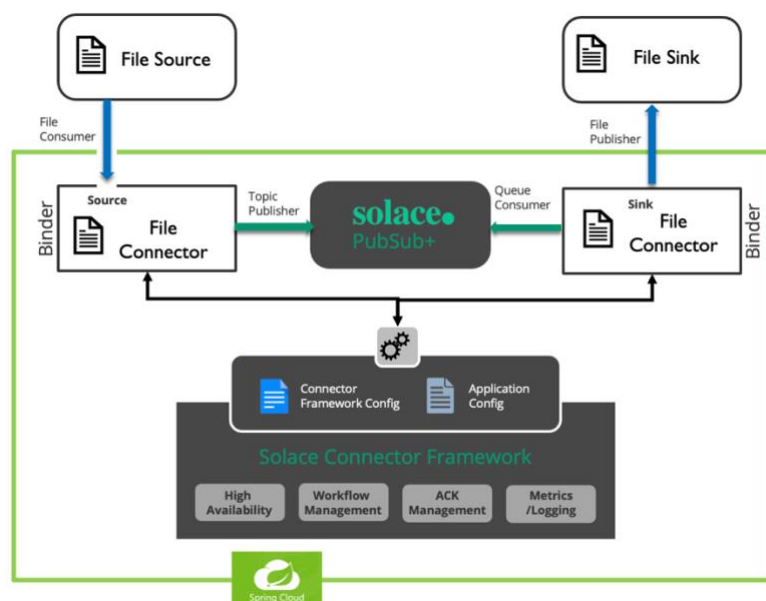 File Source
File Sink
File
Consumer
File
Publisher
Binder
Source
File
Connector
Topic
Publisher
solace
PubSub+
Queue
Consumer
Sink
File
Connector
Binder
Connector
Framework Config
Application
Config
Solace Connector Framework
High
Availability
Workflow
Management
ACK
Management
Metrics
/Logging
Spring Cloud